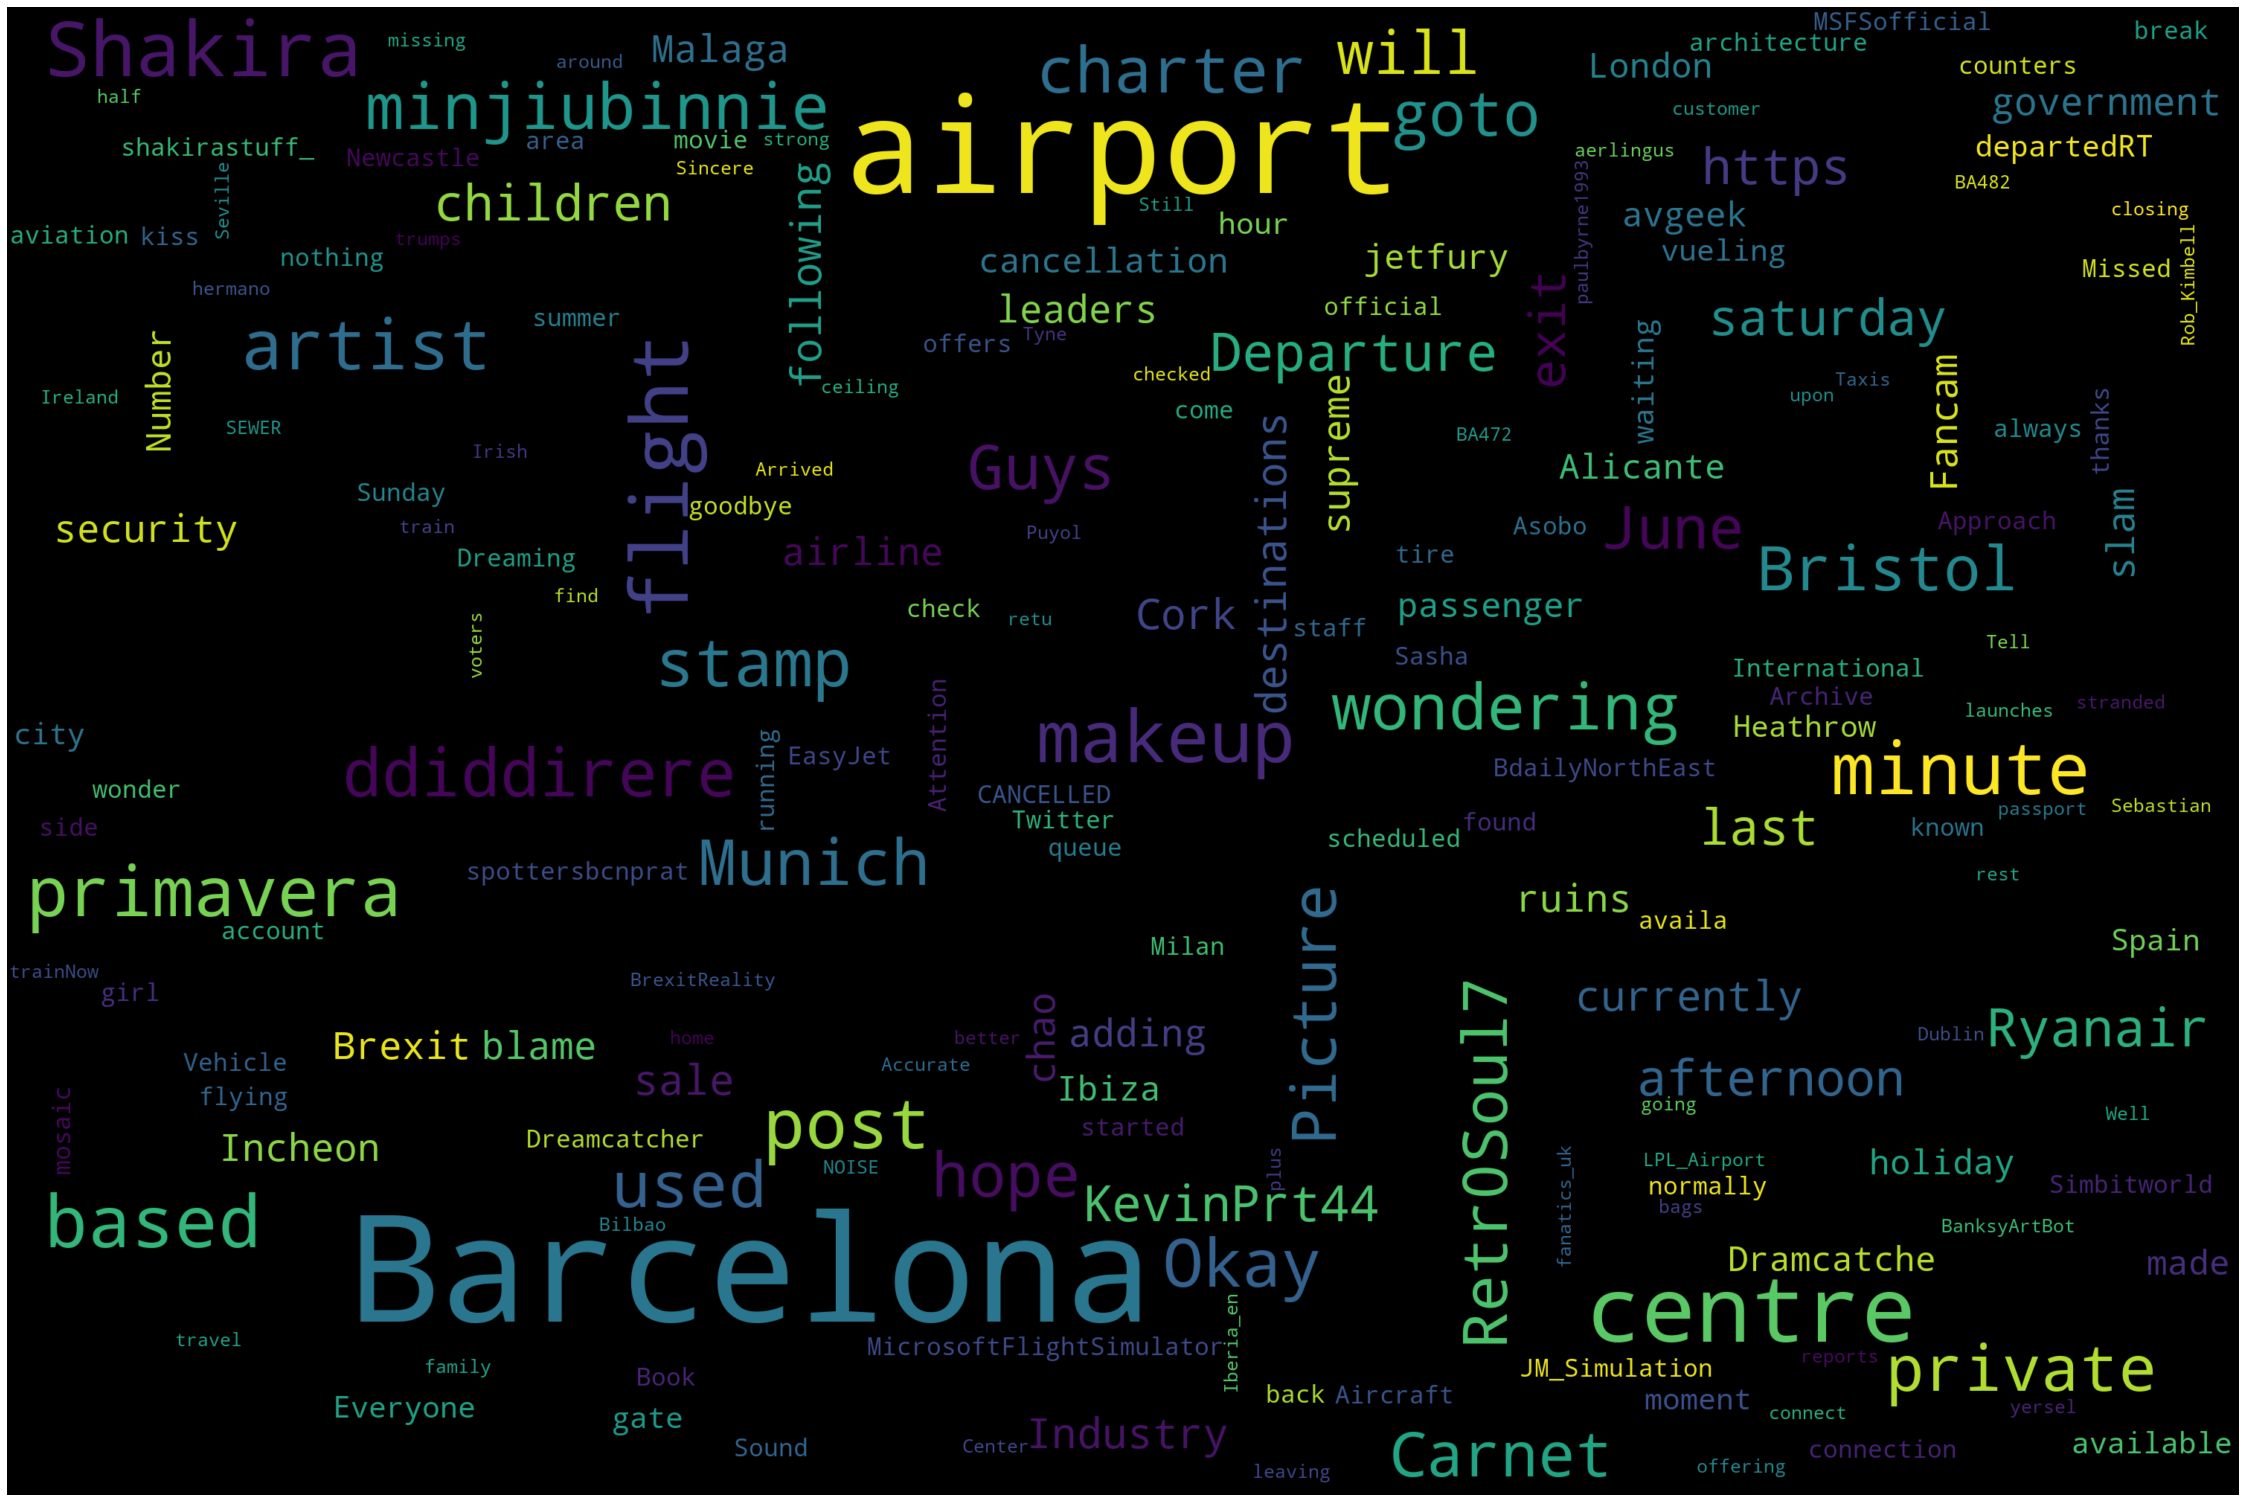 Shakira
missing
around
Malaga
charter
will
MSFSofficial
architecture
break
London
counters
half
minjiubinnie
airport
goto
customer
government
shakirastuff_
Newcastle
area
movie
strong
Sincere
aerlingus
https
departedRT
Seville
children
following
Still
hour
paulbyrne1993
avgeek
BA482
closing
aviation
kiss
trumps
nothing
cancellation
jetfury
vueling
Missed
Rob_Kimbell
hermano
leaders
official
exit
artist
summer
offers
Tyne
Departure
saturday
Number
flight
ceiling
checked
supreme
waiting
Taxis
upon
Fancam
thanks
Ireland
SEWER
Irish
come
destinations
BA472
always
Arrived
Guys
Alicante
Sunday
goodbye
security
train
Puyol
Asobo
June
Approach
slam
Dreaming
airline
tire
Bristol
find
check
retu
Cork
staff
passenger
voters
stamp
Sasha
International
Tell
Attention
makeup
wondering
Archive
launches
stranded
city
Heathrow
running
EasyJet
wonder
ddiddirere
CANCELLED
BdailyNorthEast
minute
side
Twitter
queue
scheduled
found
last
known
passport
Sebastian
primavera
spottersbcnprat
Munich
Picture
ruins
rest
account
availa
Milan
Spain
trainNow
girl
BrexitReality
RetrOSoul7
currently
Brexit
blame
home
better
chao
adding
Dublin
Ryanair
Vehicle
flying
sale
Accurate
Ibiza
afternoon
going
mosaic
Incheon
Dreamcatcher
post
started
Well
NOISE
hope
plus
fanatics_uk
LPL_Airport
normally
bags
holiday
Simbitworld
based
used
KevinPrt44
BanksyArtBot
Bilbao
Barcelona
Okay
Dramcatche
made
travel
Iberia_en
centre
family
MicrosoftFlightSimulator
JM_Simulation
reports
private
Book
back
Aircraft
moment
Everyone
gate
connect
yersel
Sound
Center
Industry
Carnet
connection
available
leaving
offering